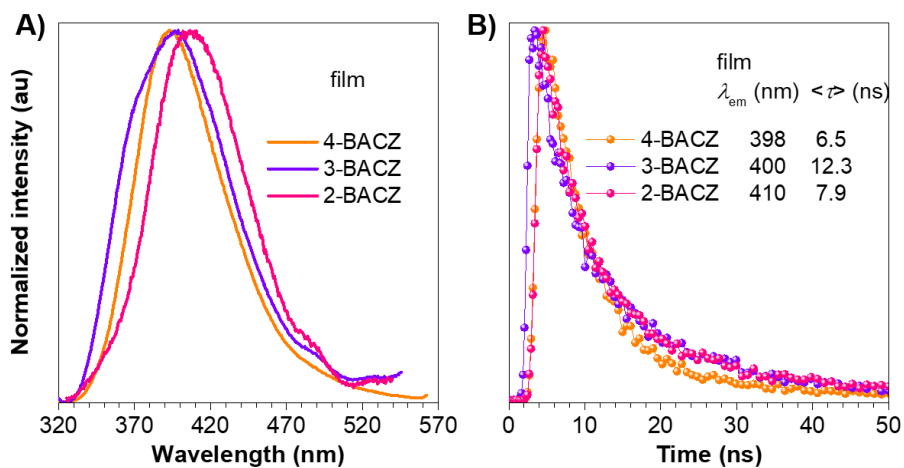 A)
Normalized intensity (au)
film
4-BACZ
3-BACZ
2-BACZ
320 370 420 470 520 570
Wavelength (nm)
B)
film
λem (nm) <τ> (ns)
4-BACZ 398 6.5
3-BACZ 400 12.3
2-BACZ 410 7.9
0 10 20 30 40 50
Time (ns)